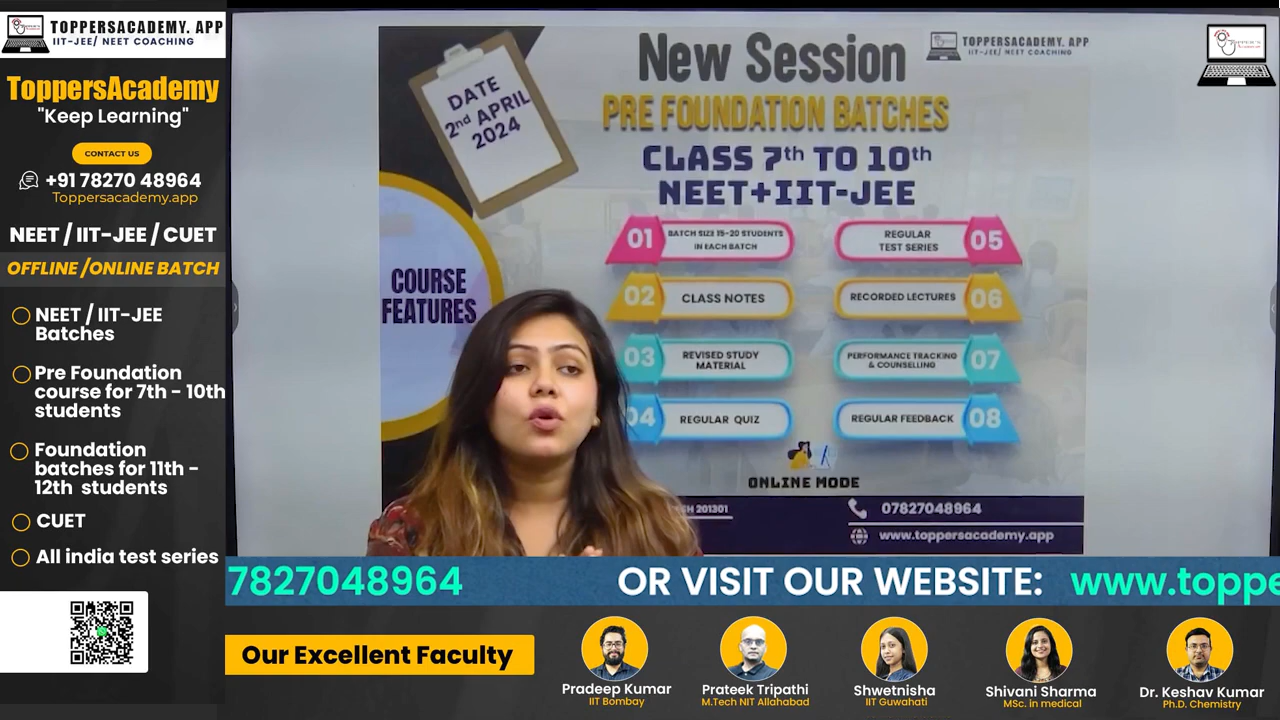 TOPPERSACADEMY. APP
IIT-JEE/ NEET COACHING
ToppersAcademy
"Keep Learning"
CONTACT US
+91 78270 48964
Toppersacademy.app
NEET / IIT-JEE / CUET
OFFLINE /ONLINE BATCH
NEET / IIT-JEE
Batches
Pre Foundation
course for 7th - 10th
students
Foundation
batches for 11th -
12th students
CUET
All india test series
DATE
2nd APRIL
2024
New Session
TOPPERSACADEMY. APP
IIT-JEE/ NEET COACHING
PRE FOUNDATION BATCHES
CLASS 7th TO 10th
NEET+IIT-JEE
COURSE
FEATURES
01 BATCH SIZE 15-20 STUDENTS
IN EACH BATCH
REGULAR
TEST SERIES 05
02 CLASS NOTES
RECORDED LECTURES 06
03 REVISED STUDY
MATERIAL
PERFORMANCE TRACKING
& COUNSELLING 07
04 REGULAR QUIZ
REGULAR FEEDBACK 08
ONLINE MODE
201301
07827048964
www.toppersacademy.app
7827048964 OR VISIT OUR WEBSITE: www.toppe
Our Excellent Faculty
Pradeep Kumar
IIT Bombay
Prateek Tripathi
M.Tech NIT Allahabad
Shwetnisha
IIT Guwahati
Shivani Sharma
MSc. in medical
Dr. Keshav Kumar
Ph.D. Chemistry